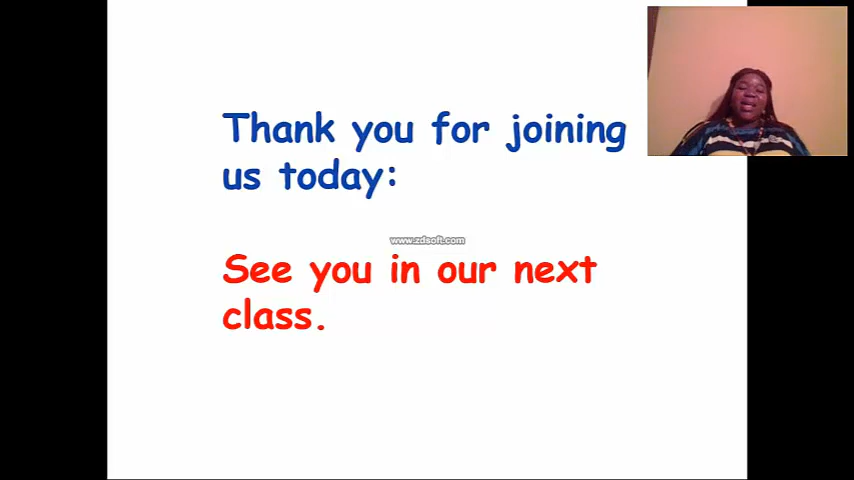 Thank you for joining
us today:
www.zdsoft.com
See you in our next
class.